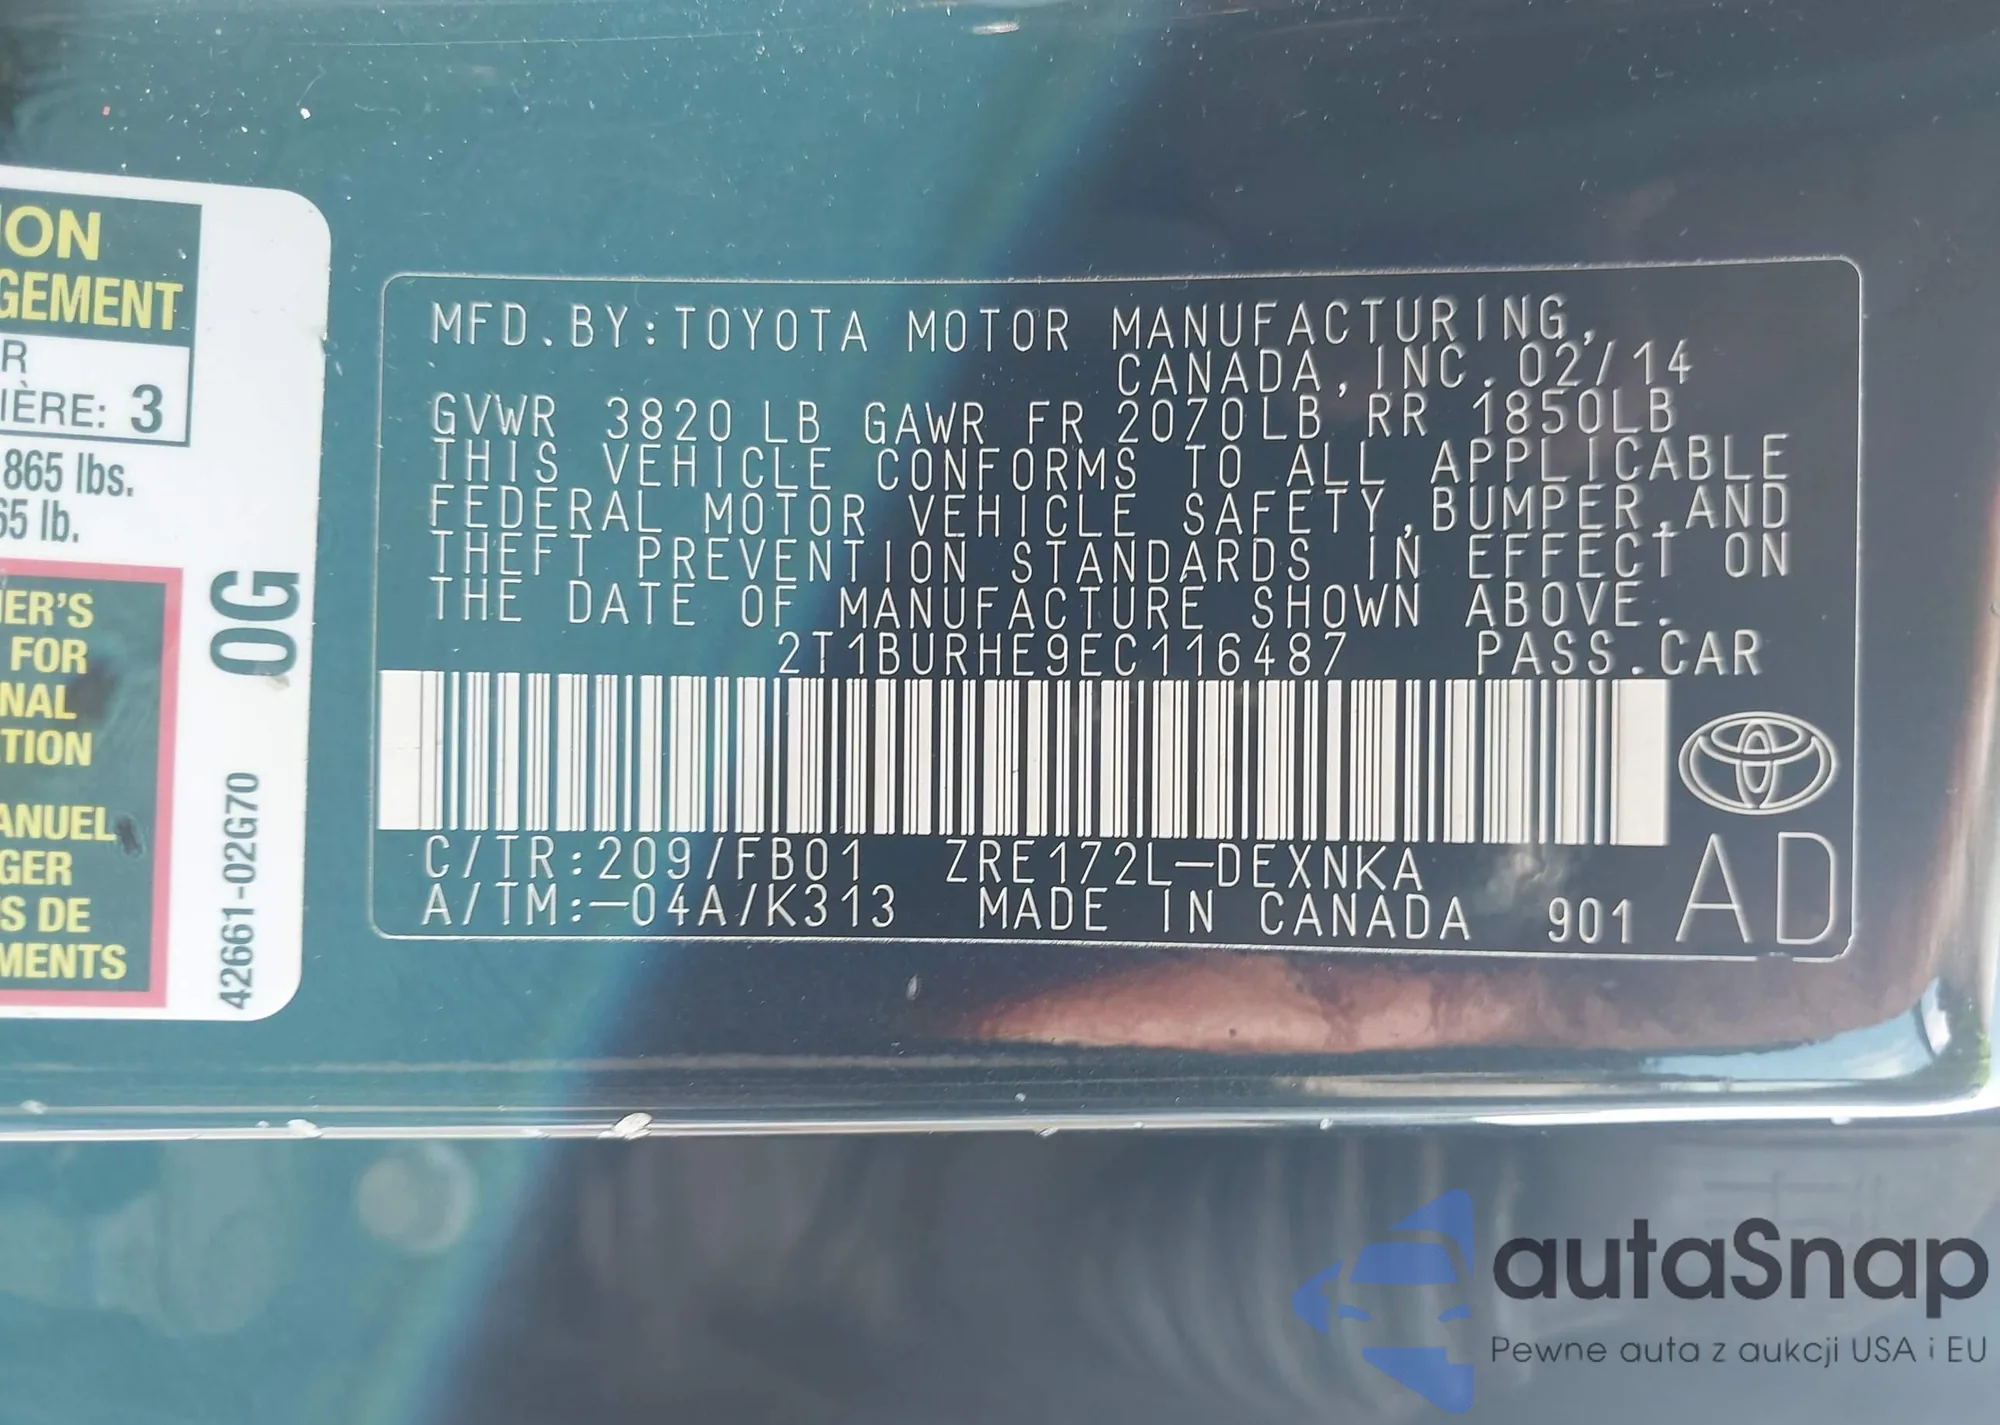 ION
GEMENT
R
IÈRE: 3
865 lbs.
65 lb.
IER'S
FOR
NAL
TION
ANUEL
GER
S DE
MENTS
0G
42661-02G70
MFD.BY:TOYOTA MOTOR MANUFACTURING,
CANADA,INC.02/14
GVWR 3820LB GAWR FR 2070LB RR 1850LB
THIS VEHICLE CONFORMS TO ALL APPLICABLE
FEDERAL MOTOR VEHICLE SAFETY,BUMPER,AND
THEFT PREVENTION STANDARDS IN EFFECT ON
THE DATE OF MANUFACTURE SHOWN ABOVE.
2T1BURHE9EC116487 PASS.CAR
C/TR:209/FB01 ZRE172L-DEXNKA
A/TM:-04A/K313 MADE IN CANADA 901
AD
autaSnap
Pewne auta z aukcji USA i EU